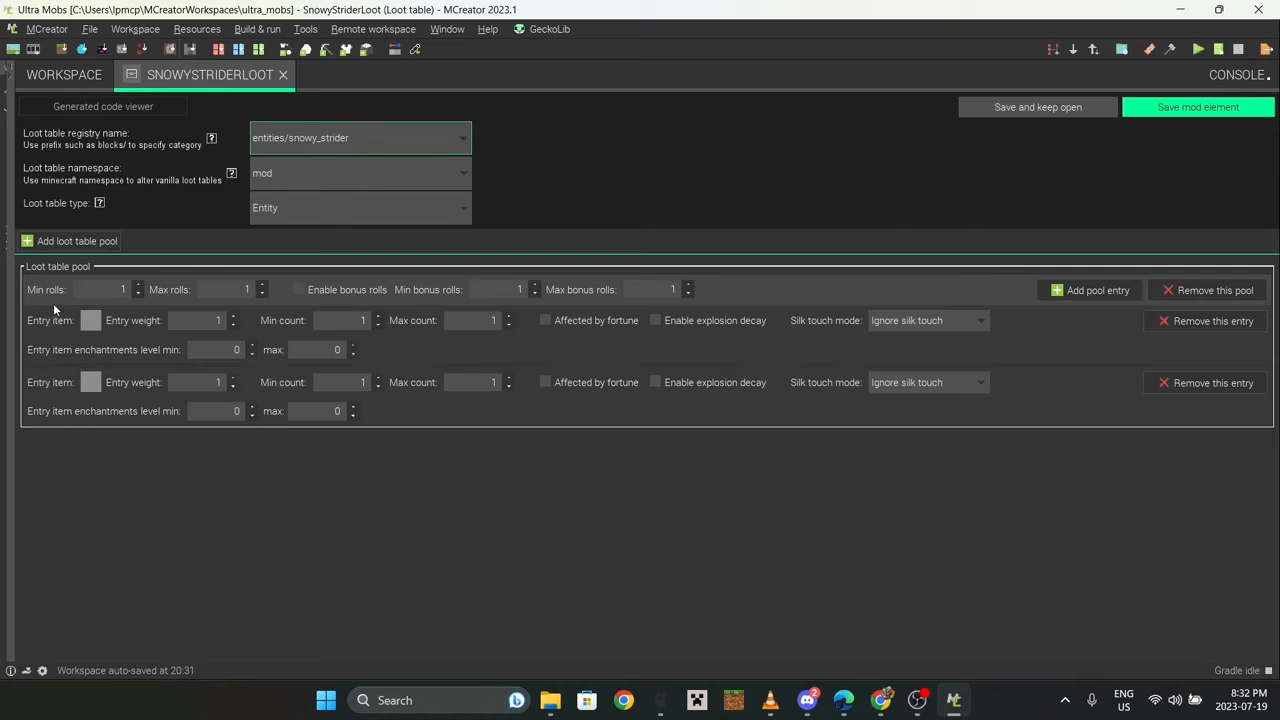 Ultra Mobs [C:\Users\lpmcp\MCreatorWorkspaces\ultra_mobs] - SnowyStriderLoot (Loot table) - MCreator 2023.1
MCreator File Workspace Resources Build & run Tools Remote workspace Window Help GeckoLib
WORKSPACE SNOWYSTRIDERLOOT CONSOLE
Generated code viewer Save and keep open Save mod element
Loot table registry name: entities/snowy_strider
Use prefix such as blocks/ to specify category
Loot table namespace: mod
Use minecraft namespace to alter vanilla loot tables
Loot table type: Entity
Add loot table pool
Loot table pool
Min rolls: 1 Max rolls: 1 Enable bonus rolls Min bonus rolls: 1 Max bonus rolls: 1 Add pool entry Remove this pool
Entry item: Entry weight: 1 Min count: 1 Max count: 1 Affected by fortune Enable explosion decay Silk touch mode: Ignore silk touch Remove this entry
Entry item enchantments level min: 0 max: 0
Entry item: Entry weight: 1 Min count: 1 Max count: 1 Affected by fortune Enable explosion decay Silk touch mode: Ignore silk touch Remove this entry
Entry item enchantments level min: 0 max: 0
Workspace auto-saved at 20:31 Gradle idle
Search 2 ENG US 8:32 PM 2023-07-19